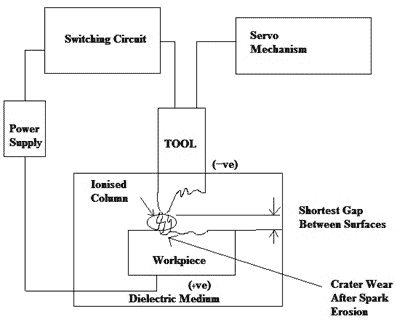 Switching Circuit
Servo
Mechanism
Power
Supply
TOOL
(-ve)
Ionised
Column
Shortest Gap
Between Surfaces
Workpiece
(+ve)
Dielectric Medium
Crater Wear
After Spark
Erosion